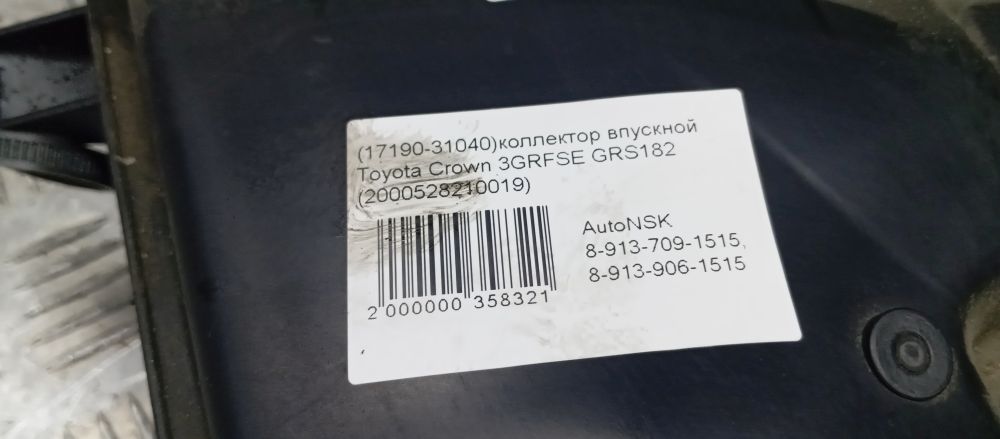 (17190-31040)коллектор впускной
Toyota Crown 3GRFSE GRS182
(2000528210019)
AutoNSK
8-913-709-1515,
8-913-906-1515
2 000000 358321